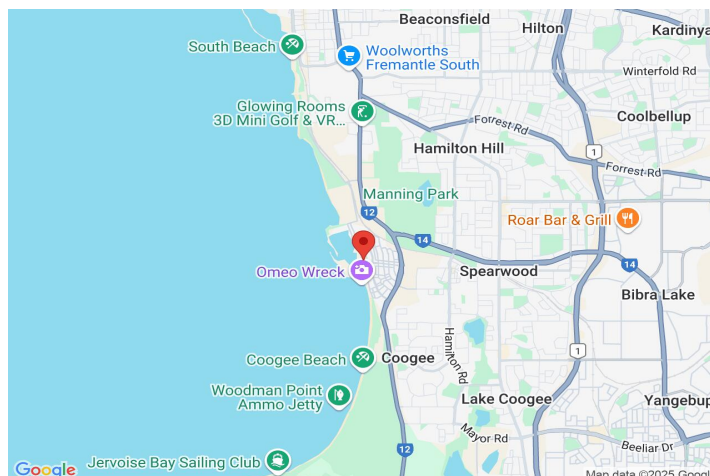 Beaconsfield
Hilton
Kardinya
South Beach
Woolworths
Fremantle South
Winterfold Rd
Glowing Rooms
3D Mini Golf & VR...
Coolbellup
Forrest Rd
Hamilton Hill
1
Forrest Rd
Manning Park
12
Roar Bar & Grill
14
14
Omeo Wreck
Spearwood
Bibra Lake
Hamilton Rd
1
Coogee Beach
Coogee
Woodman Point
Ammo Jetty
Lake Coogee
Yangebup
Mayor Rd
12
Beeliar Dr
Jervoise Bay Sailing Club
Google
Map data ©2025 Google